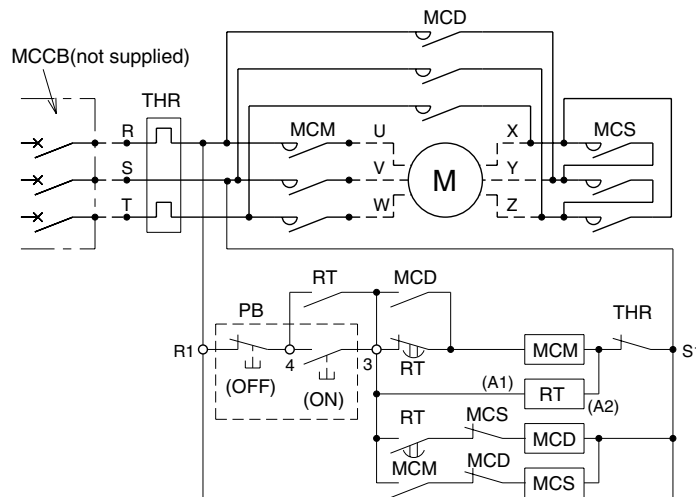 MCD
MCCB(not supplied)
THR
R
MCM
U
X
MCS
S
V
M
Y
T
W
Z
RT
MCD
PB
THR
R1
4
3
RT
MCM
S1
(OFF)
(ON)
(A1)
RT
(A2)
RT
MCS
MCD
MCM
MCD
MCS